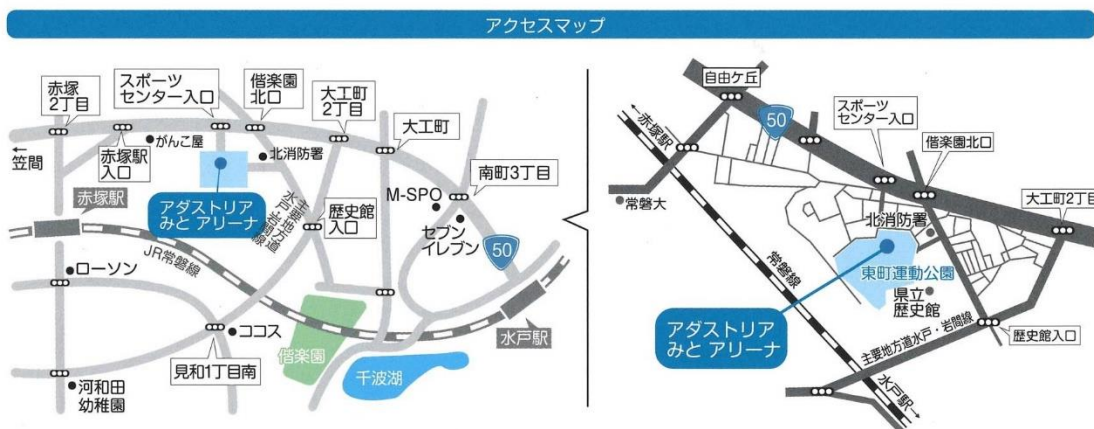 アクセスマップ
赤塚
2丁目
スポーツ
センター入口
偕楽園
北口
大工町
2丁目
大工町
がんこ屋
北消防署
←
笠間
赤塚駅
入口
南町3丁目
M-SPO
セブン
イレブン
赤塚駅
アダストリア
みと アリーナ
主要地方道
水戸・岩間線
歴史館
入口
50
JR常磐線
ローソン
ココス
水戸駅
偕楽園
千波湖
見和1丁目南
河和田
幼稚園
自由ケ丘
←赤塚駅
50
スポーツ
センター入口
偕楽園北口
常磐大
大工町2丁目
北消防署
常磐線
東町運動公園
県立
歴史館
アダストリア
みと アリーナ
主要地方道水戸・岩間線
歴史館入口
水戸駅→